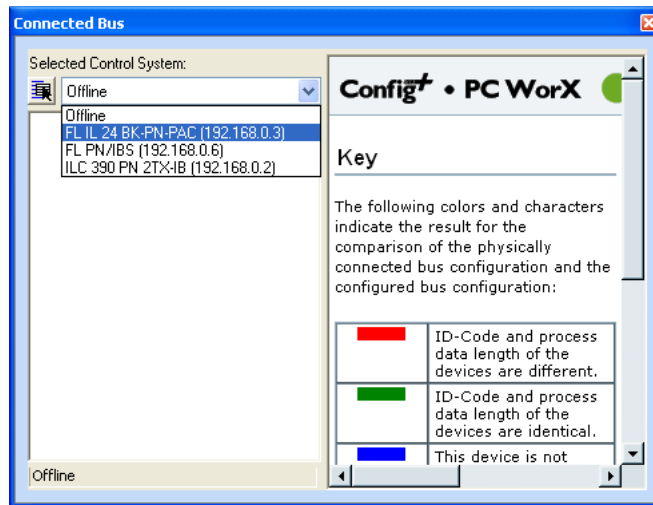 Connected Bus
Selected Control System:
Offline
Offline
FL IL 24 BK-PN-PAC (192.168.0.3)
FL PN/IBS (192.168.0.6)
ILC 390 PN 2TX-IB (192.168.0.2)
Offline
Config+ • PC WorX
Key
The following colors and characters
indicate the result for the
comparison of the physically
connected bus configuration and the
configured bus configuration:
ID-Code and process
data length of the
devices are different.
ID-Code and process
data length of the
devices are identical.
This device is not